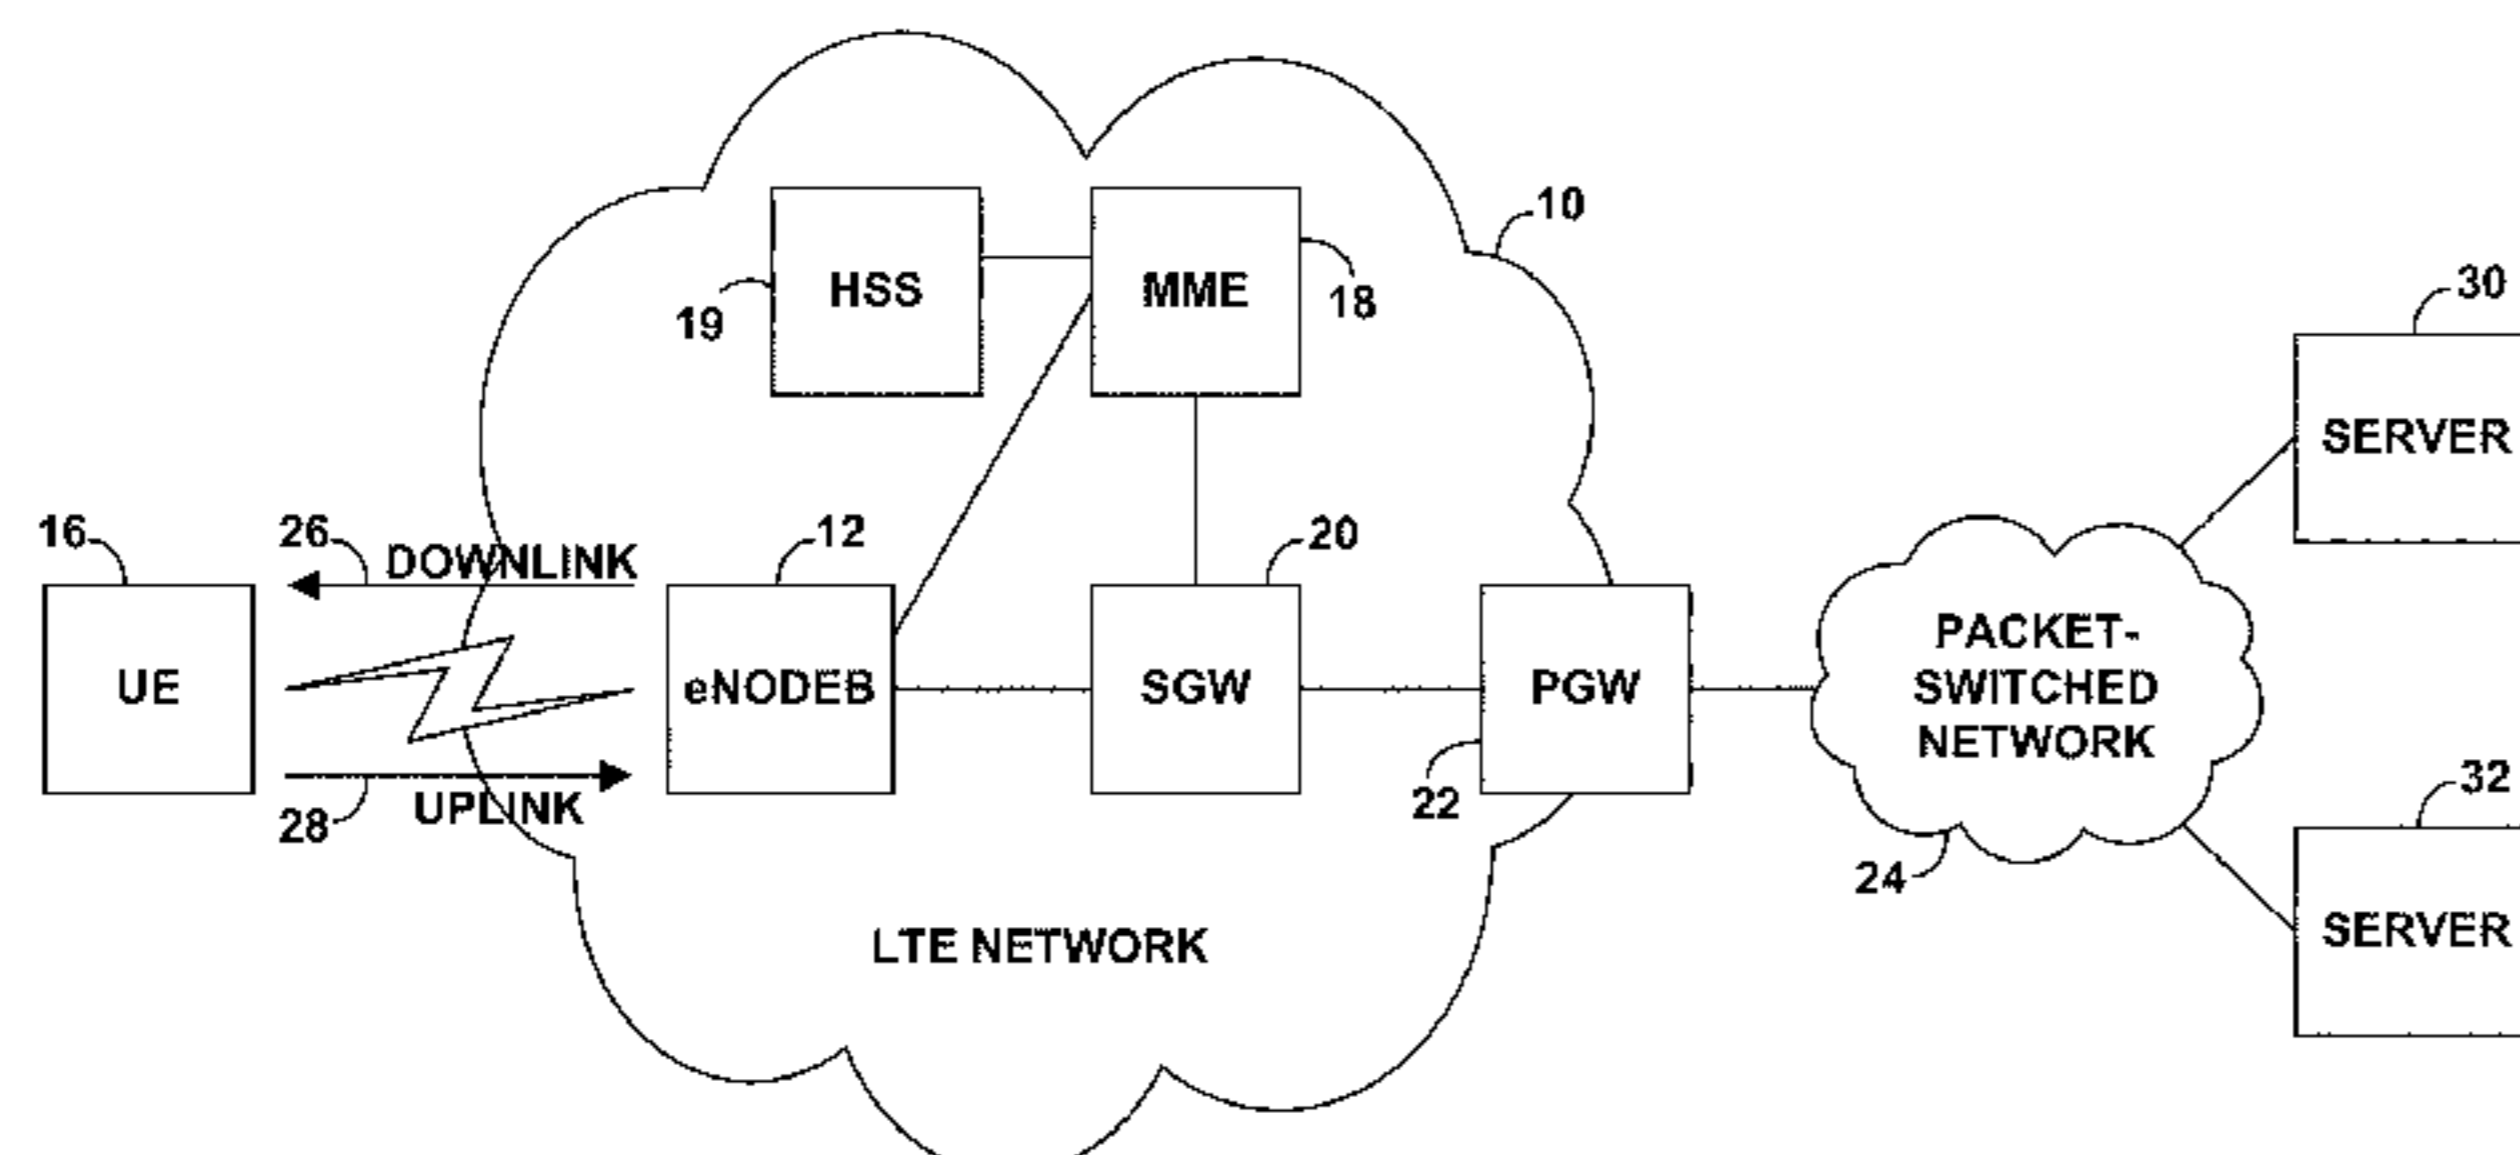 10
HSS
MME
19
18
30
SERVER
16
26
DOWNLINK
12
20
UE
eNODEB
SGW
PGW
PACKET-
SWITCHED
NETWORK
28
UPLINK
22
24
32
SERVER
LTE NETWORK